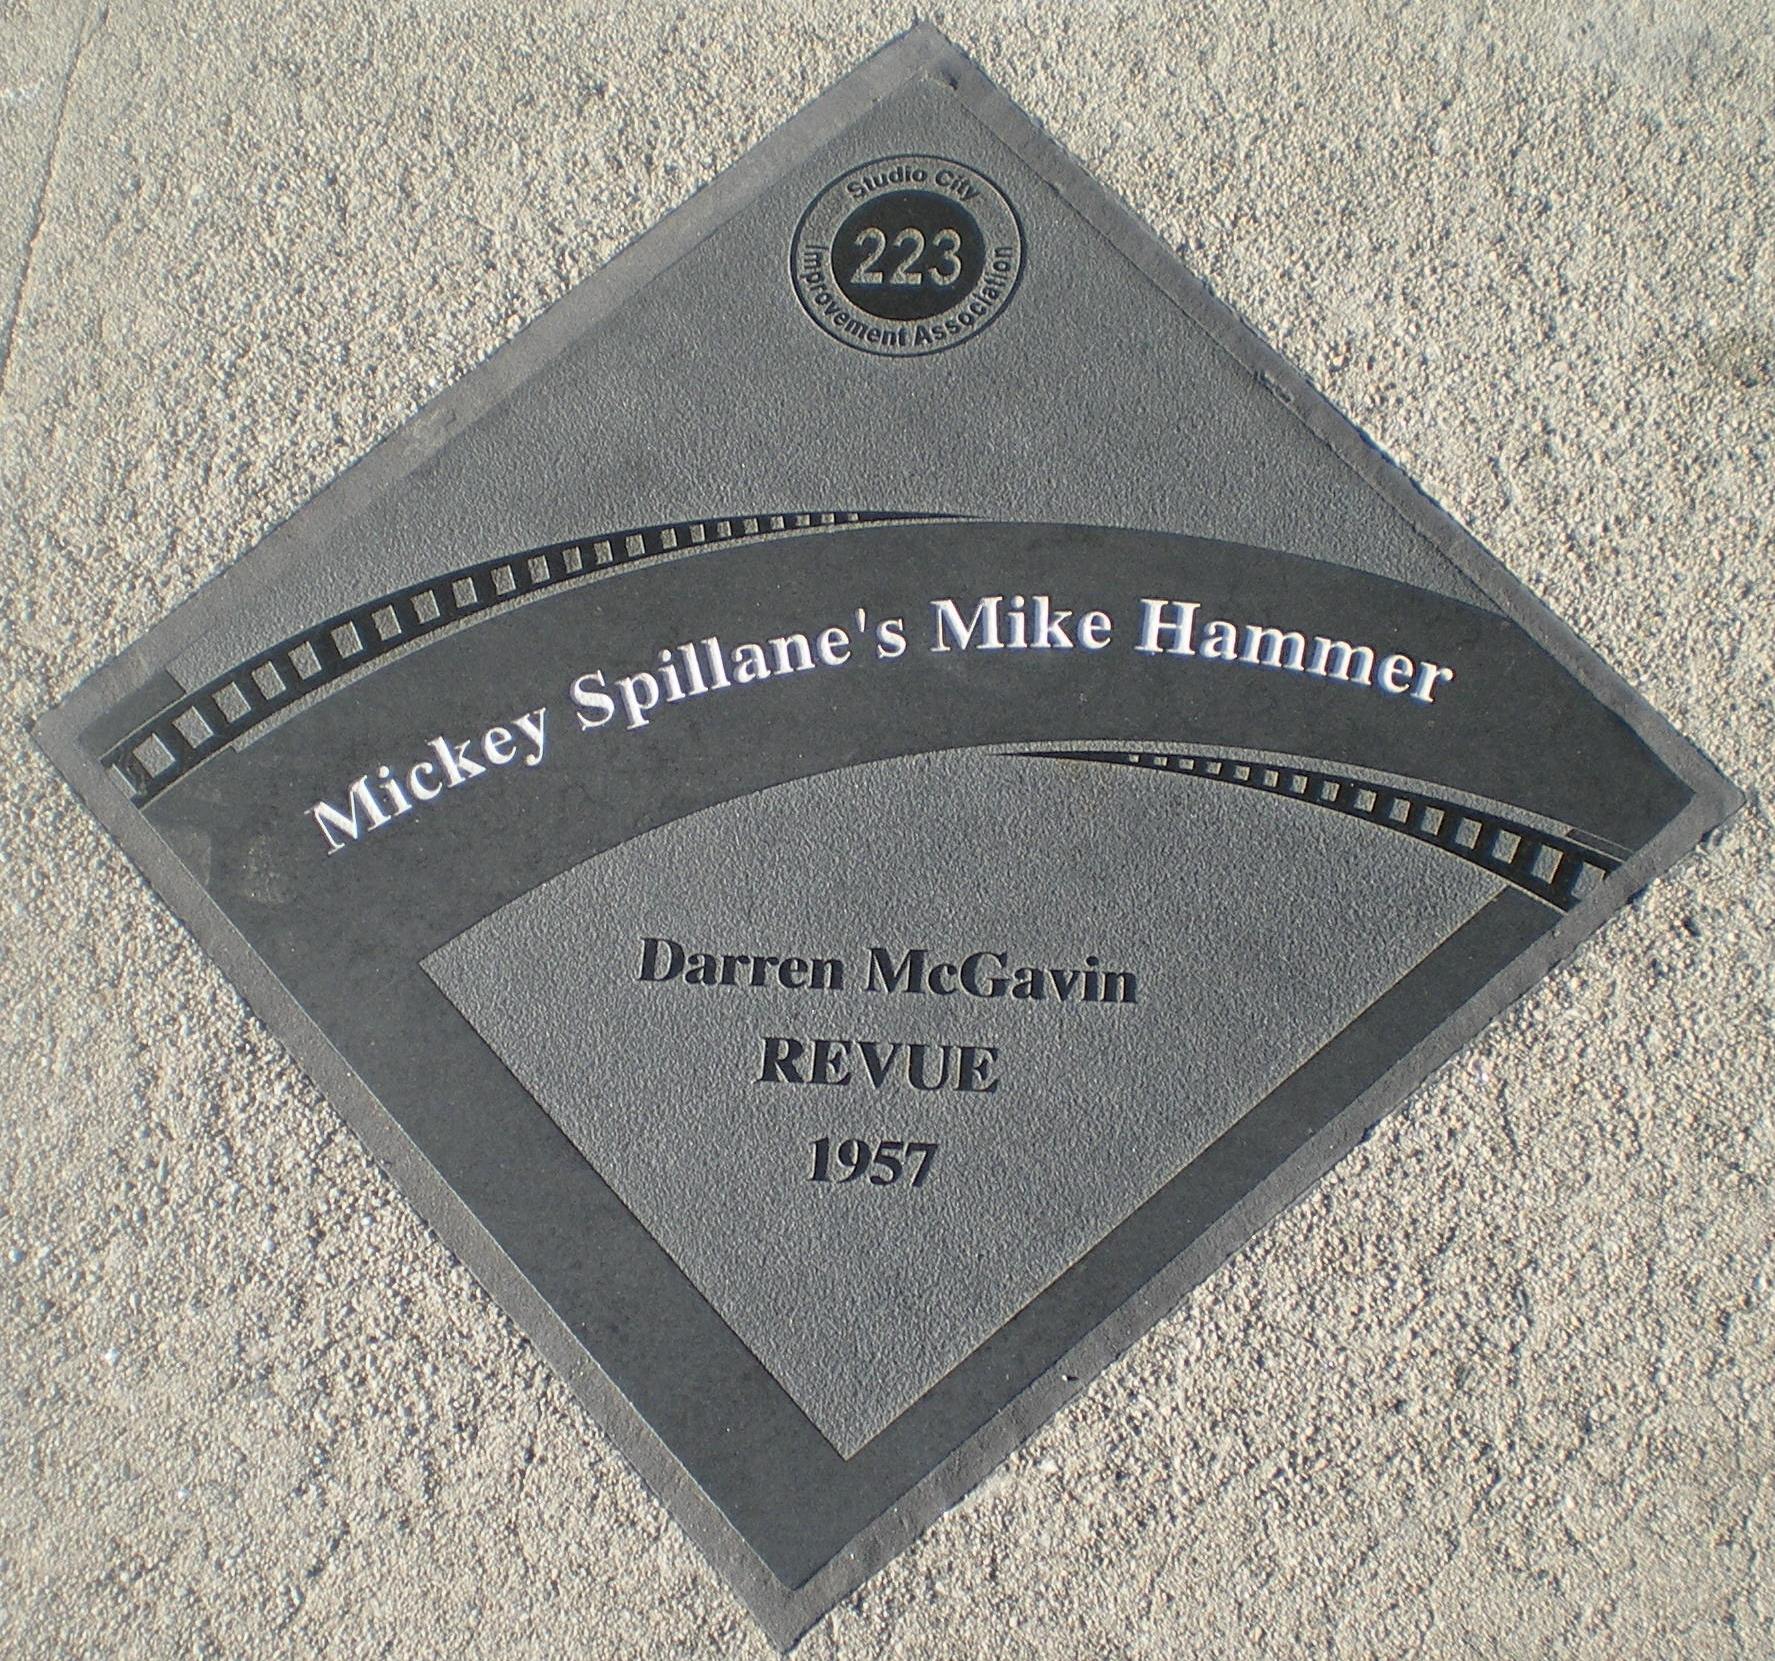 Studio City
223
Improvement Association
Mickey Spillane's Mike Hammer
Darren McGavin
REVUE
1957